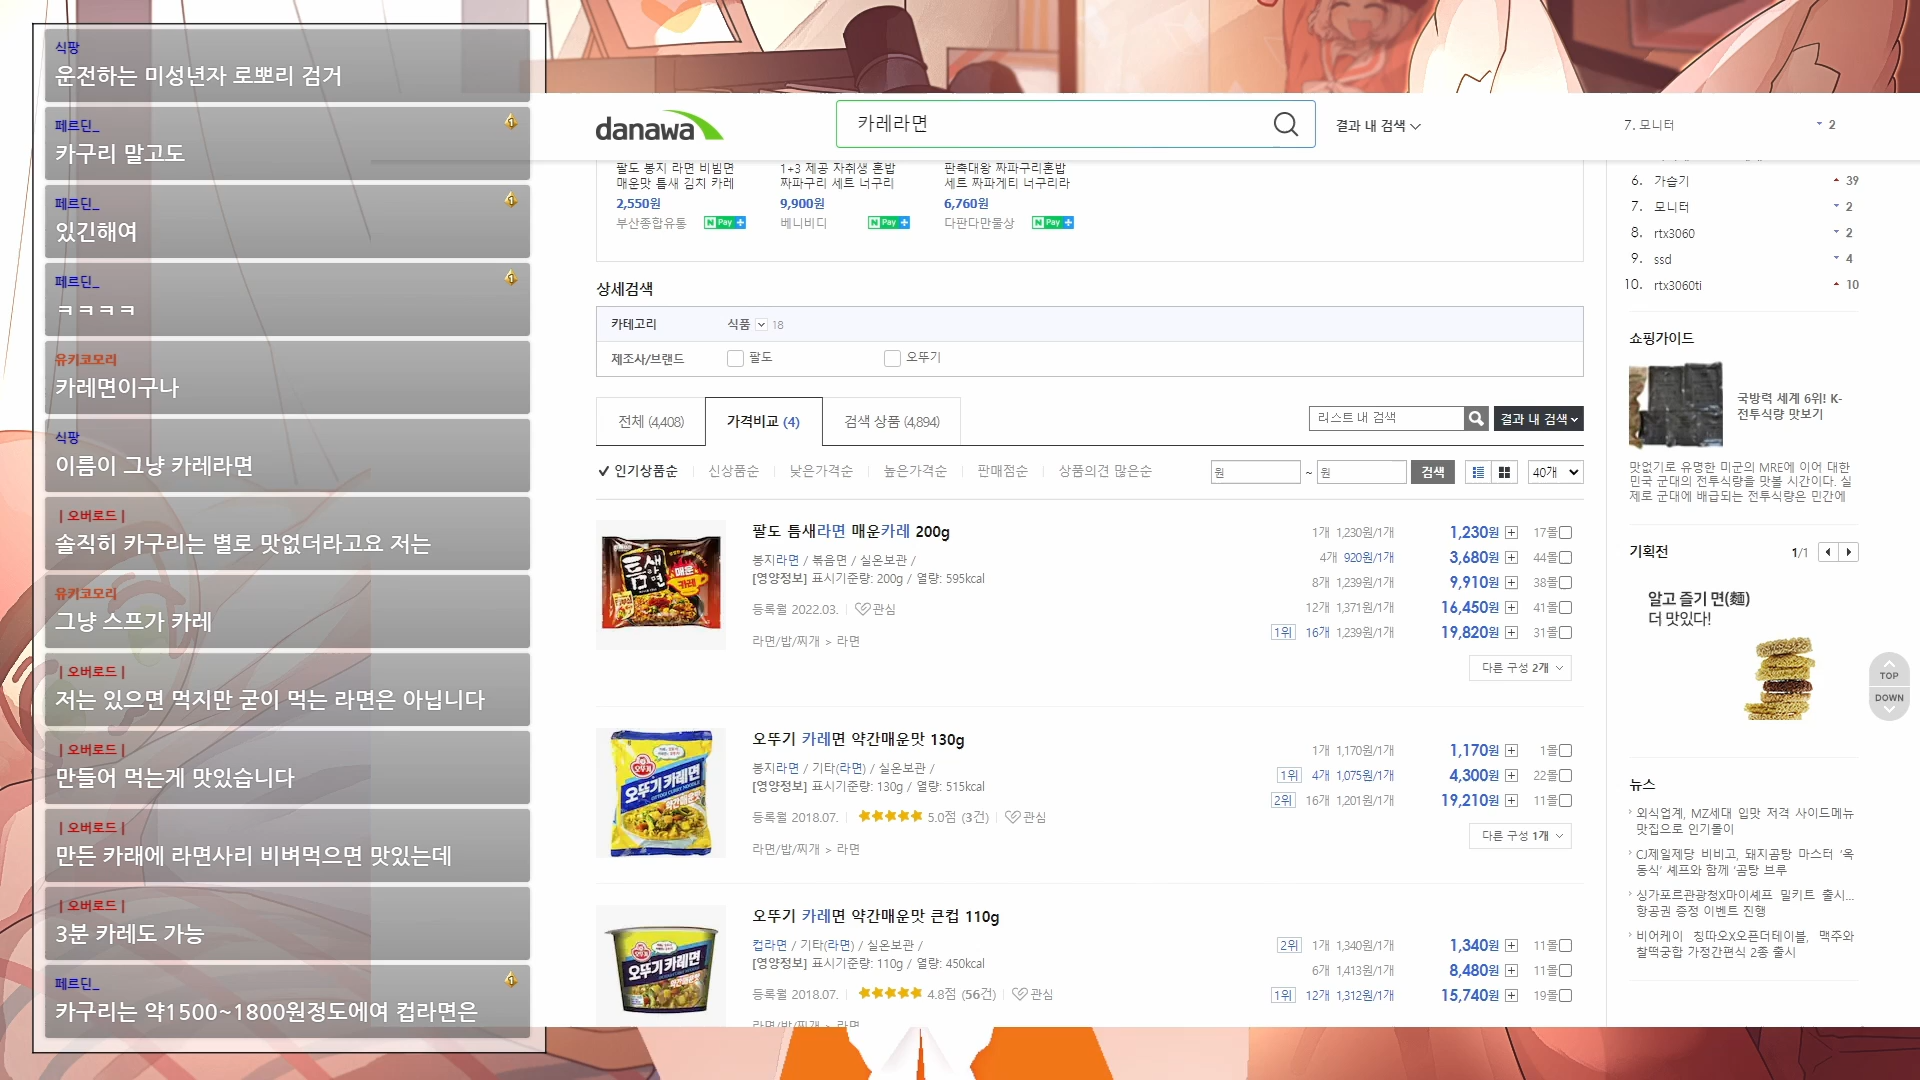 식팡
운전하는 미성년자 로뽀리 검거
페르딘_
카구리 말고도
페르딘_
있긴해여
페르딘_
ㅋㅋㅋㅋ
유키코모리
카레면이구나
식팡
이름이 그냥 카레라면
| 오버로드 |
솔직히 카구리는 별로 맛없더라고요 저는
유키코모리
그냥 스프가 카레
| 오버로드 |
저는 있으면 먹지만 굳이 먹는 라면은 아닙니다
| 오버로드 |
만들어 먹는게 맛있습니다
| 오버로드 |
만든 카래에 라면사리 비벼먹으면 맛있는데
| 오버로드 |
3분 카레도 가능
페르딘_
카구리는 약1500~1800원정도에여 컵라면은
danawa
카레라면
결과 내 검색
7. 모니터 2
팔도 봉지 라면 비빔면
매운맛 틈새 김치 카레
2,550원
부산종합유통 N Pay +
1+3 제공 자취생 혼밥
짜파구리 세트 너구리
9,900원
베니비디 N Pay +
판촉대왕 짜파구리혼밥
세트 짜파게티 너구리라
6,760원
다판다만물상 N Pay +
상세검색
카테고리 식품 18
제조사/브랜드 팔도 오뚜기
전체 (4,408) 가격비교 (4) 검색 상품 (4,894)
리스트 내 검색 결과 내 검색
인기상품순 신상품순 낮은가격순 높은가격순 판매점순 상품의견 많은순
원 ~ 원 검색 40개
팔도 틈새라면 매운카레 200g
봉지라면 / 볶음면 / 실온보관 /
[영양정보] 표시기준량: 200g / 열량: 595kcal
등록월 2022.03. 관심
라면/밥/찌개 > 라면
1개 1,230원/1개 1,230원 17몰
4개 920원/1개 3,680원 44몰
8개 1,239원/1개 9,910원 38몰
12개 1,371원/1개 16,450원 41몰
1위 16개 1,239원/1개 19,820원 31몰
다른 구성 2개
오뚜기 카레면 약간매운맛 130g
봉지라면 / 기타(라면) / 실온보관 /
[영양정보] 표시기준량: 130g / 열량: 515kcal
등록월 2018.07. 5.0점 (3건) 관심
라면/밥/찌개 > 라면
1개 1,170원/1개 1,170원 1몰
1위 4개 1,075원/1개 4,300원 22몰
2위 16개 1,201원/1개 19,210원 11몰
다른 구성 1개
오뚜기 카레면 약간매운맛 큰컵 110g
컵라면 / 기타(라면) / 실온보관 /
[영양정보] 표시기준량: 110g / 열량: 450kcal
등록월 2018.07. 4.8점 (56건) 관심
라면/밥/찌개 > 라면
2위 1개 1,340원/1개 1,340원 11몰
6개 1,413원/1개 8,480원 11몰
1위 12개 1,312원/1개 15,740원 19몰
틈새라면
매운
카레
오뚜기
오뚜기 카레면
오뚜기
오뚜기 카레면
6. 가습기 39
7. 모니터 2
8. rtx3060 2
9. ssd 4
10. rtx3060ti 10
쇼핑가이드
국방력 세계 6위! K-
전투식량 맛보기
맛없기로 유명한 미군의 MRE에 이어 대한
민국 군대의 전투식량을 맛볼 시간이다. 실
제로 군대에 배급되는 전투식량은 민간에
기획전 1/1
알고 즐기 면(麵)
더 맛있다!
TOP
DOWN
뉴스
외식업계, MZ세대 입맛 저격 사이드메뉴
맛집으로 인기몰이
CJ제일제당 비비고, 돼지곰탕 마스터 '옥
동식' 셰프와 함께 '곰탕 브루
싱가포르관광청X마이셰프 밀키트 출시...
항공권 증정 이벤트 진행
비어케이 칭따오X오픈더테이블, 맥주와
찰떡궁합 가정간편식 2종 출시